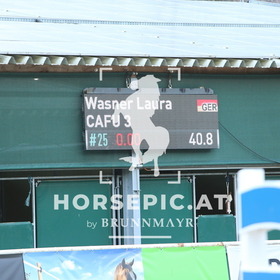 Wasner Laura
GER
CAFU 3
#25 0.00 40.8
HORSEPIC.AT
by BRUNNMAYR